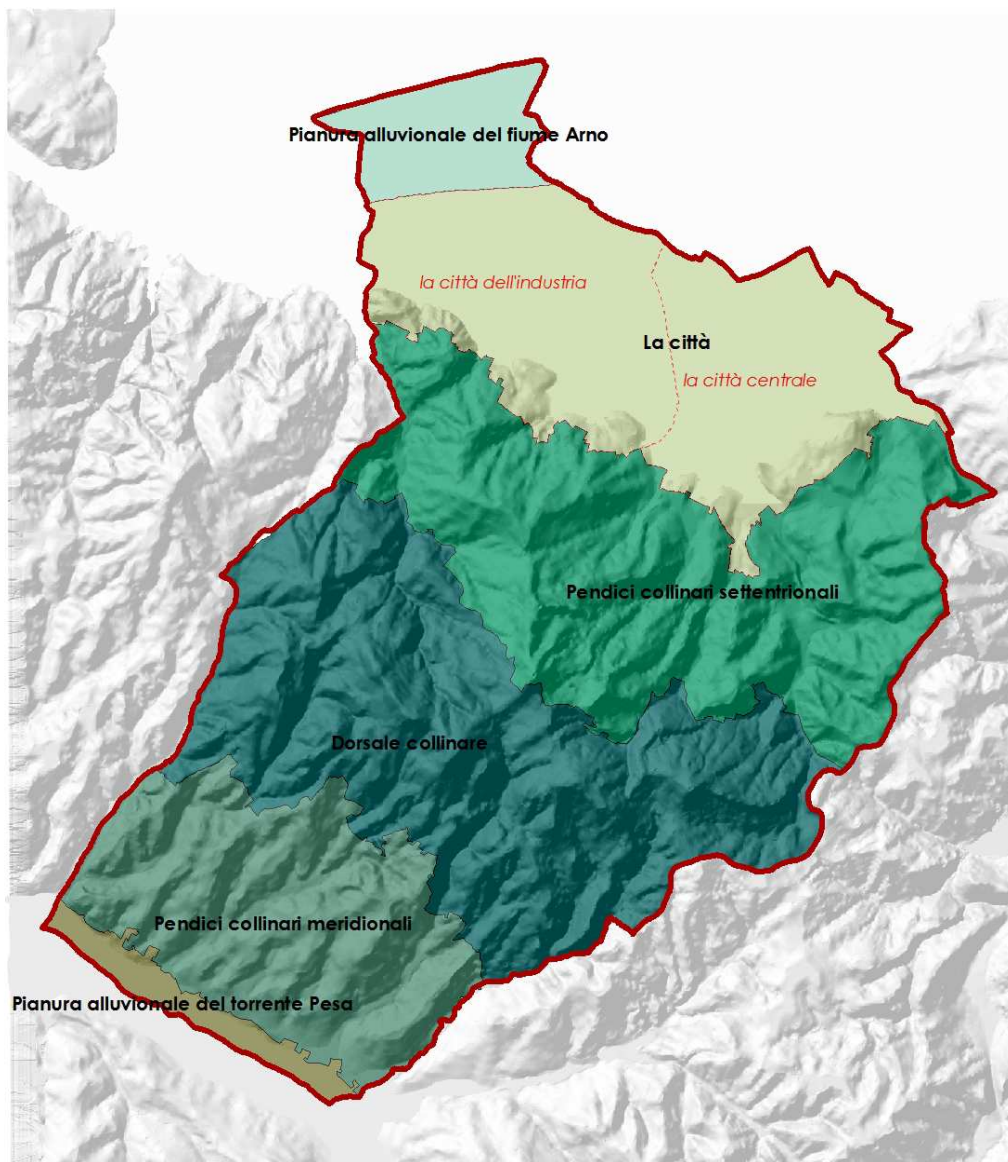 Pianura alluvionale del fiume Arno
la città dell'industria
La città
la città centrale
Pendici collinari settentrionali
Dorsale collinare
Pendici collinari meridionali
Pianura alluvionale del torrente Pesa